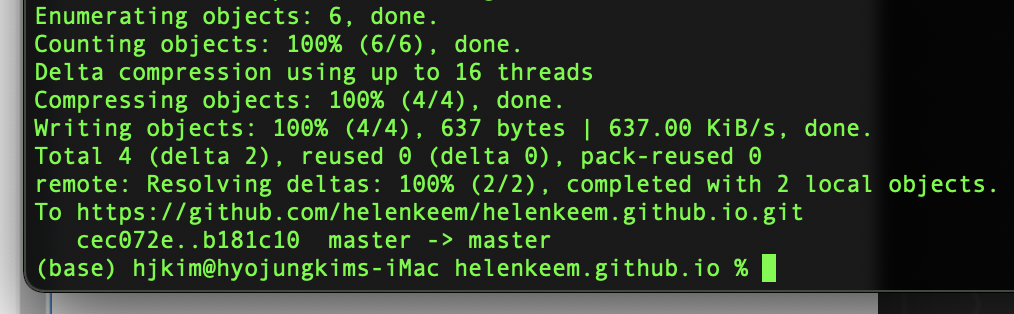 Enumerating objects: 6, done.
Counting objects: 100% (6/6), done.
Delta compression using up to 16 threads
Compressing objects: 100% (4/4), done.
Writing objects: 100% (4/4), 637 bytes | 637.00 KiB/s, done.
Total 4 (delta 2), reused 0 (delta 0), pack-reused 0
remote: Resolving deltas: 100% (2/2), completed with 2 local objects.
To https://github.com/helenkeem/helenkeem.github.io.git
   cec072e..b181c10  master -> master
(base) hjkim@hyojungkims-iMac helenkeem.github.io %